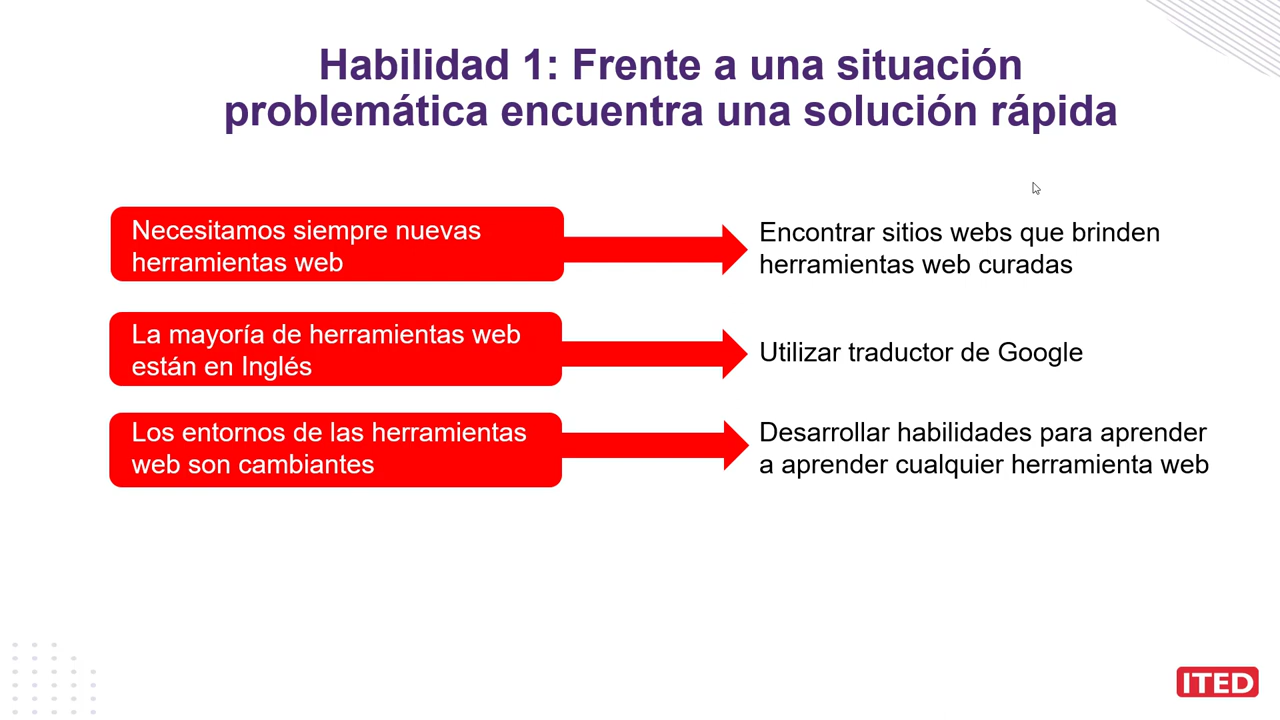 Habilidad 1: Frente a una situación
problemática encuentra una solución rápida
Necesitamos siempre nuevas
herramientas web
Encontrar sitios webs que brinden
herramientas web curadas
La mayoría de herramientas web
están en Inglés
Utilizar traductor de Google
Los entornos de las herramientas
web son cambiantes
Desarrollar habilidades para aprender
a aprender cualquier herramienta web
ITED